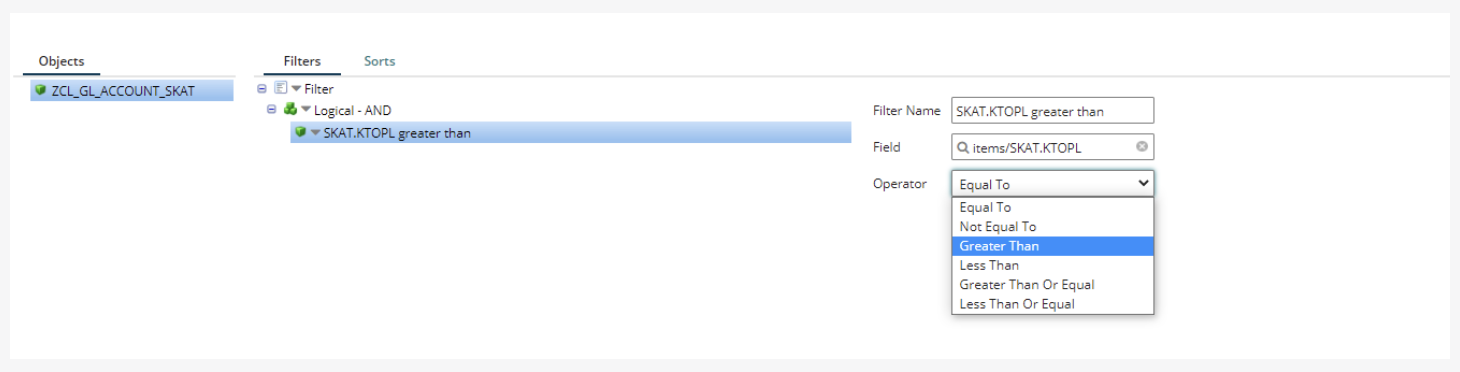 Objects
Filters Sorts
ZCL_GL_ACCOUNT_SKAT
Filter
Logical - AND
SKAT.KTOPL greater than
Filter Name SKAT.KTOPL greater than
Field items/SKAT.KTOPL
Operator Equal To
Equal To
Not Equal To
Greater Than
Less Than
Greater Than Or Equal
Less Than Or Equal